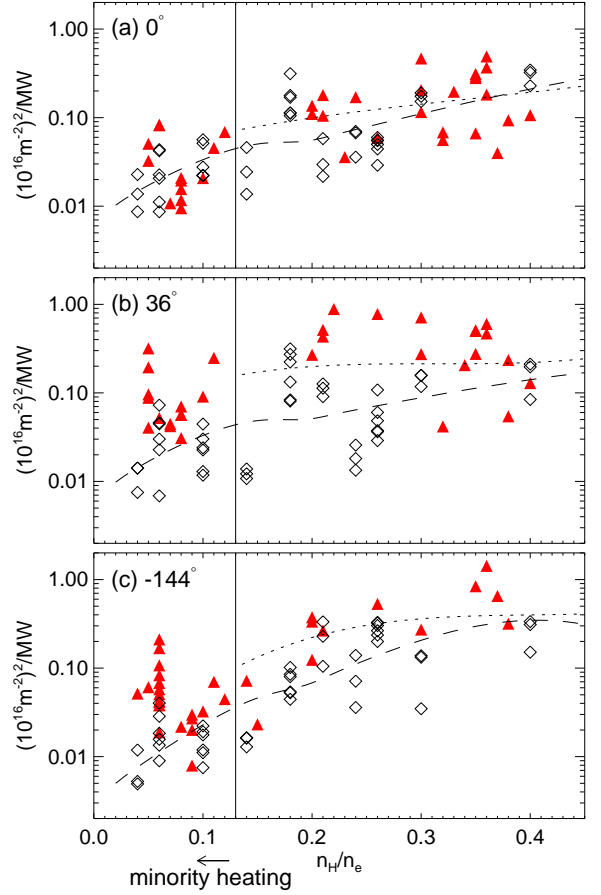 (a) 0°
1.00
0.10
0.01
(10¹⁶m⁻²)²/MW
(b) 36°
1.00
0.10
0.01
(10¹⁶m⁻²)²/MW
(c) -144°
1.00
0.10
0.01
(10¹⁶m⁻²)²/MW
0.0 0.1 0.2 0.3 0.4
n_H/n_e
←
minority heating